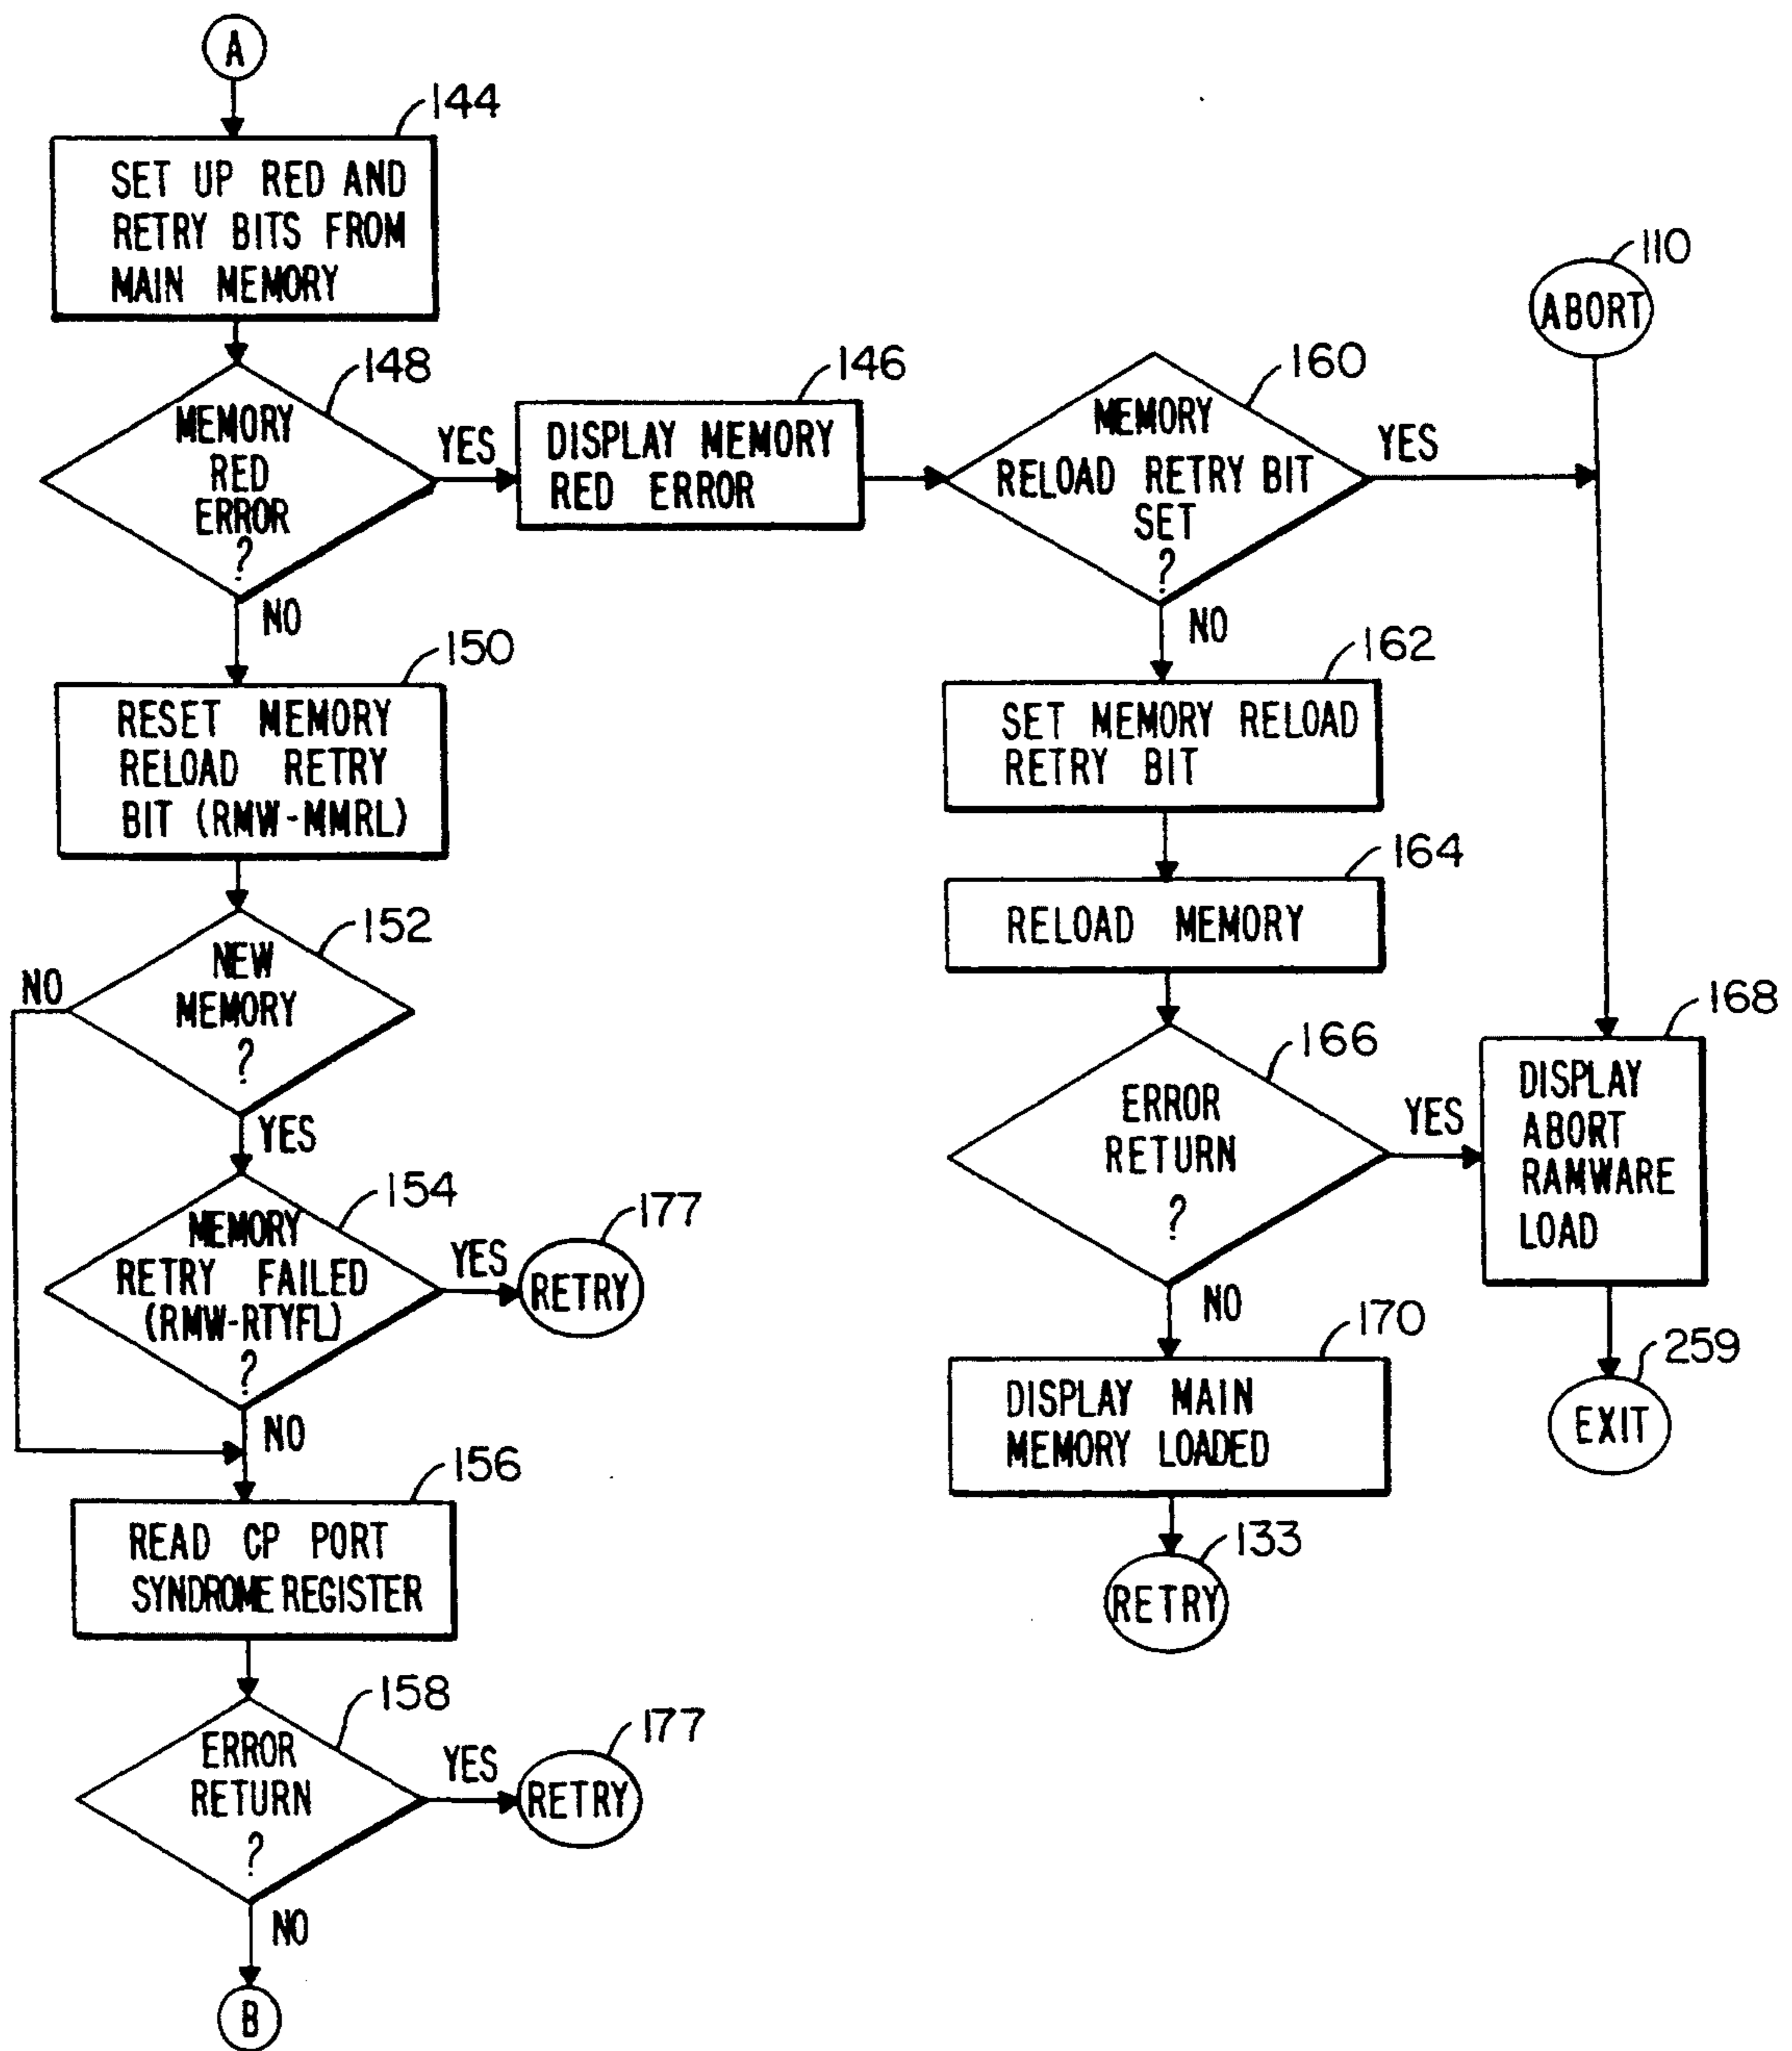 A
144
SET UP RED AND
RETRY BITS FROM
MAIN MEMORY
148
MEMORY
RED
ERROR
?
YES
NO
146
DISPLAY MEMORY
RED ERROR
160
MEMORY
RELOAD RETRY BIT
SET
?
YES
NO
110
ABORT
150
RESET MEMORY
RELOAD RETRY
BIT (RMW-MMRL)
162
SET MEMORY RELOAD
RETRY BIT
164
RELOAD MEMORY
152
NEW
MEMORY
?
NO
YES
166
ERROR
RETURN
?
YES
NO
168
DISPLAY
ABORT
RAMWARE
LOAD
154
MEMORY
RETRY FAILED
(RMW-RTYFL)
?
YES
NO
177
RETRY
170
DISPLAY MAIN
MEMORY LOADED
259
EXIT
156
READ CP PORT
SYNDROME REGISTER
133
RETRY
158
ERROR
RETURN
?
YES
NO
177
RETRY
B